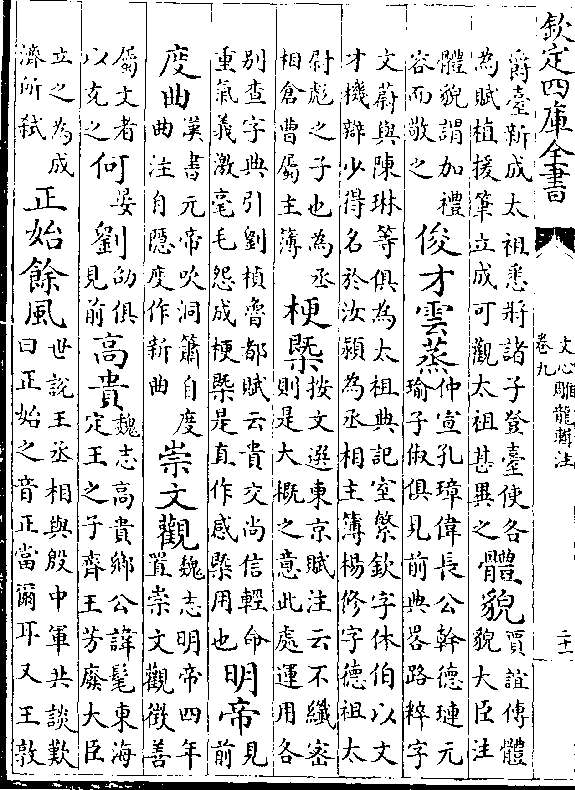 欽定四庫全書
文心雕龍輯注
卷九
爵臺新成太祖悉將諸子登臺使各
為賦植援筆立成可觀太祖甚異之
體貌
賈誼傳體
貌大臣注
體貌謂加禮
容而敬之
俊才雲蒸
仲宣孔璋偉長公幹德璉元
瑜子俶俱見前典畧路粹字
文蔚與陳琳等俱為太祖典記室繁欽字休伯以文
才機辯少得名於汝潁為丞相主簿楊修字德祖太
尉彪之子也為丞
相倉曹屬主簿
梗槩
按文選東京賦注云不纖密
則是大概之意此處運用各
別查字典引劉楨魯都賦云貴交尚信輕命
重氣義激毫毛怨成梗槩是直作感槩用也
明帝
見
前
度曲
漢書元帝吹洞簫自度
曲曲注自隱度作新曲
崇文觀
魏志明帝四年
置崇文觀徵善
屬文者
以充之
何
晏
劉
劭俱
見前
高貴
魏志高貴鄉公諱髦東海
定王之子齊王芳廢大臣
立之為成
濟所弒
正始餘風
世說王丞相與殷中軍共談歎
曰正始之音正當爾耳又王敦